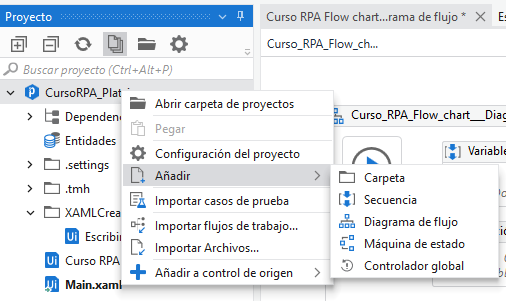 Proyecto
Curso RPA Flow chart...rama de flujo *
Curso_RPA_Flow_ch...
Buscar proyecto (Ctrl+Alt+P)
CursoRPA_Plat
Curso_RPA_Flow_chart___Diag
Dependen
Entidades
.settings
.tmh
XAMLCrea
Escribir
Curso RPA
Main.xaml
Abrir carpeta de proyectos
Pegar
Configuración del proyecto
Añadir
Importar casos de prueba
Importar flujos de trabajo...
Importar Archivos...
Añadir a control de origen
Variable
Carpeta
Secuencia
Diagrama de flujo
Máquina de estado
Controlador global